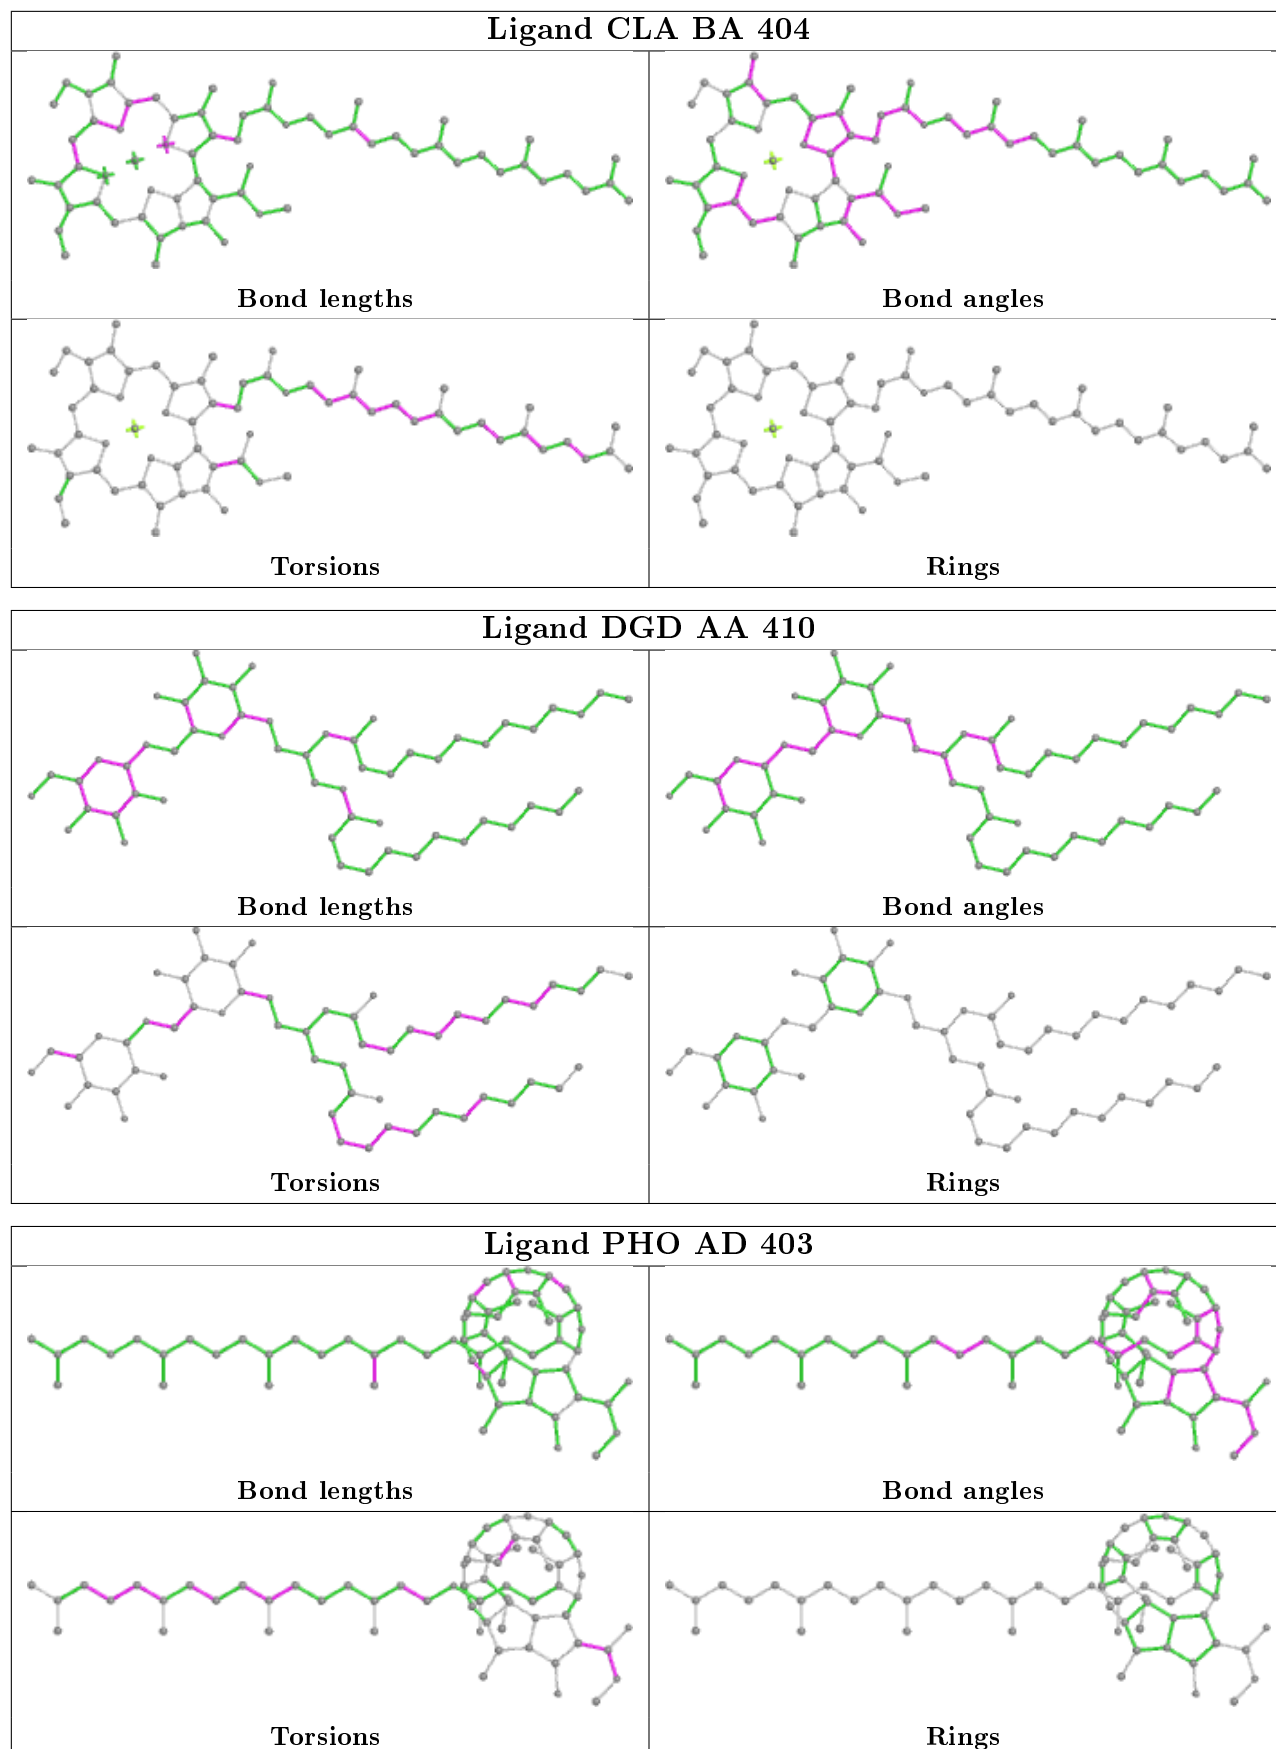 Ligand CLA BA 404
Bond lengths
Bond angles
Torsions
Rings
Ligand DGD AA 410
Bond lengths
Bond angles
Torsions
Rings
Ligand PHO AD 403
Bond lengths
Bond angles
Torsions
Rings